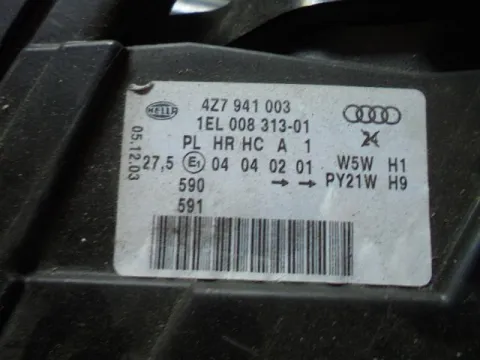 HELLA
4Z7 941 003
1EL 008 313-01
24
PL HR HC A 1
05.12.03
27,5 E1 04 04 02 01 W5W H1
590 → → PY21W H9
591